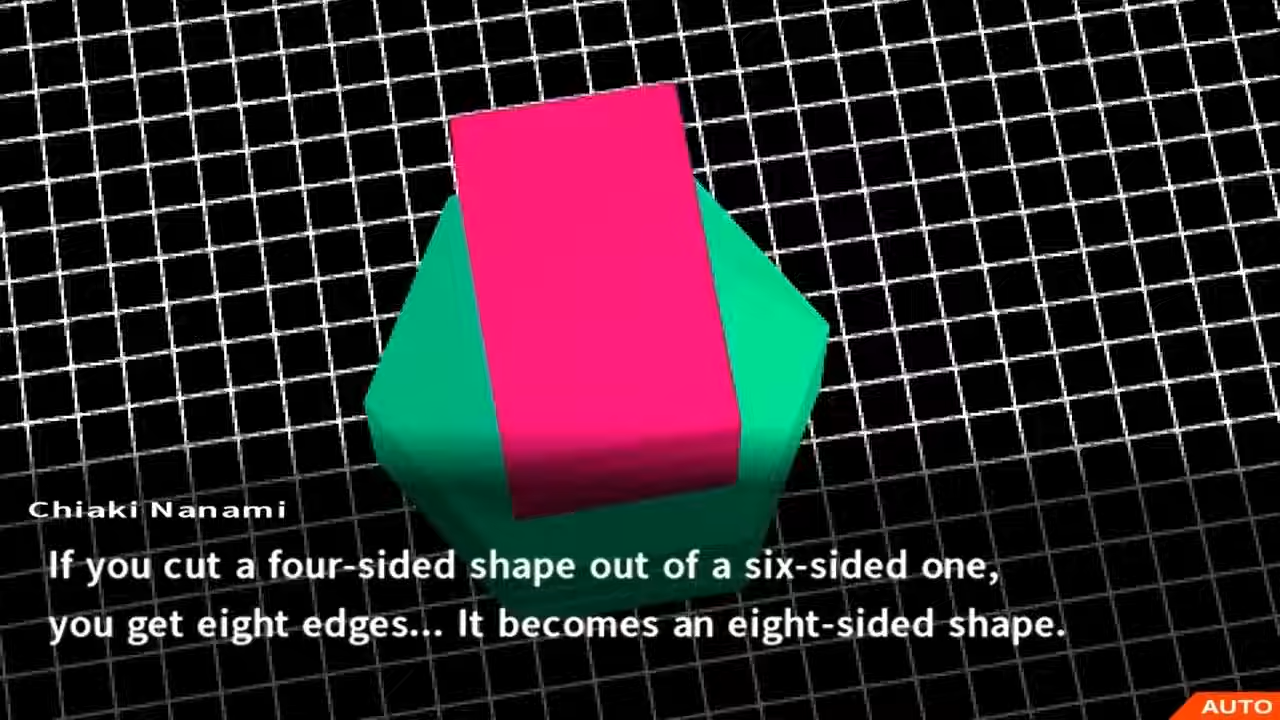 Chiaki Nanami
If you cut a four-sided shape out of a six-sided one,
you get eight edges... It becomes an eight-sided shape.
AUTO